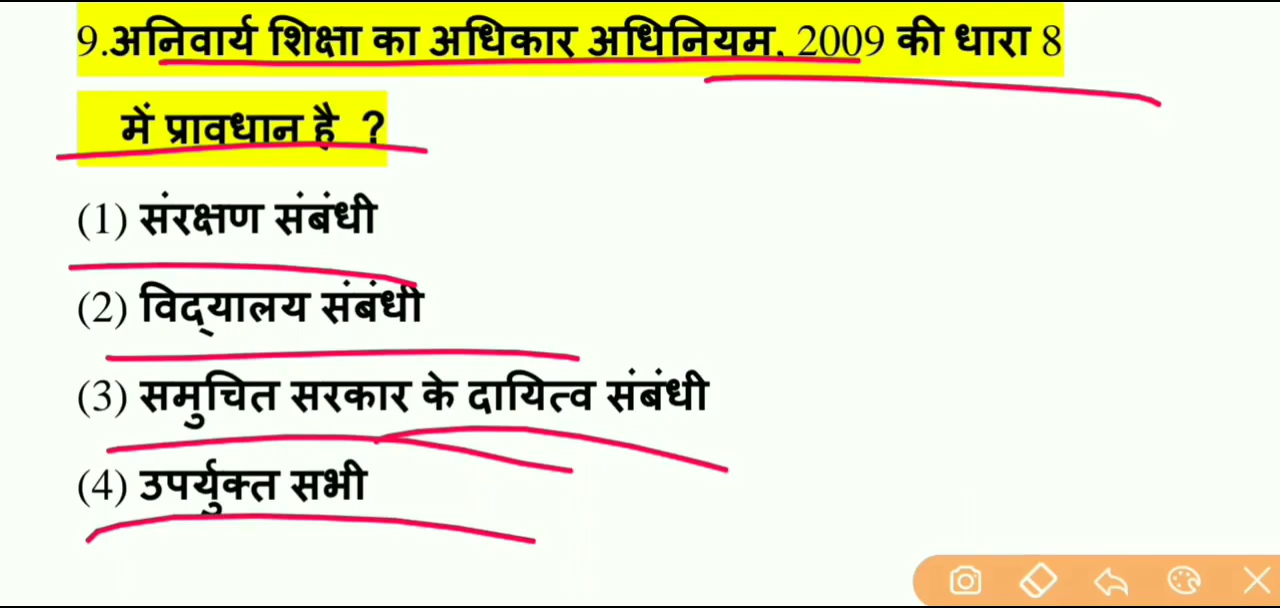 9.अनिवार्य शिक्षा का अधिकार अधिनियम, 2009 की धारा 8
में प्रावधान है ?
(1) संरक्षण संबंधी
(2) विद्यालय संबंधी
(3) समुचित सरकार के दायित्व संबंधी
(4) उपर्युक्त सभी